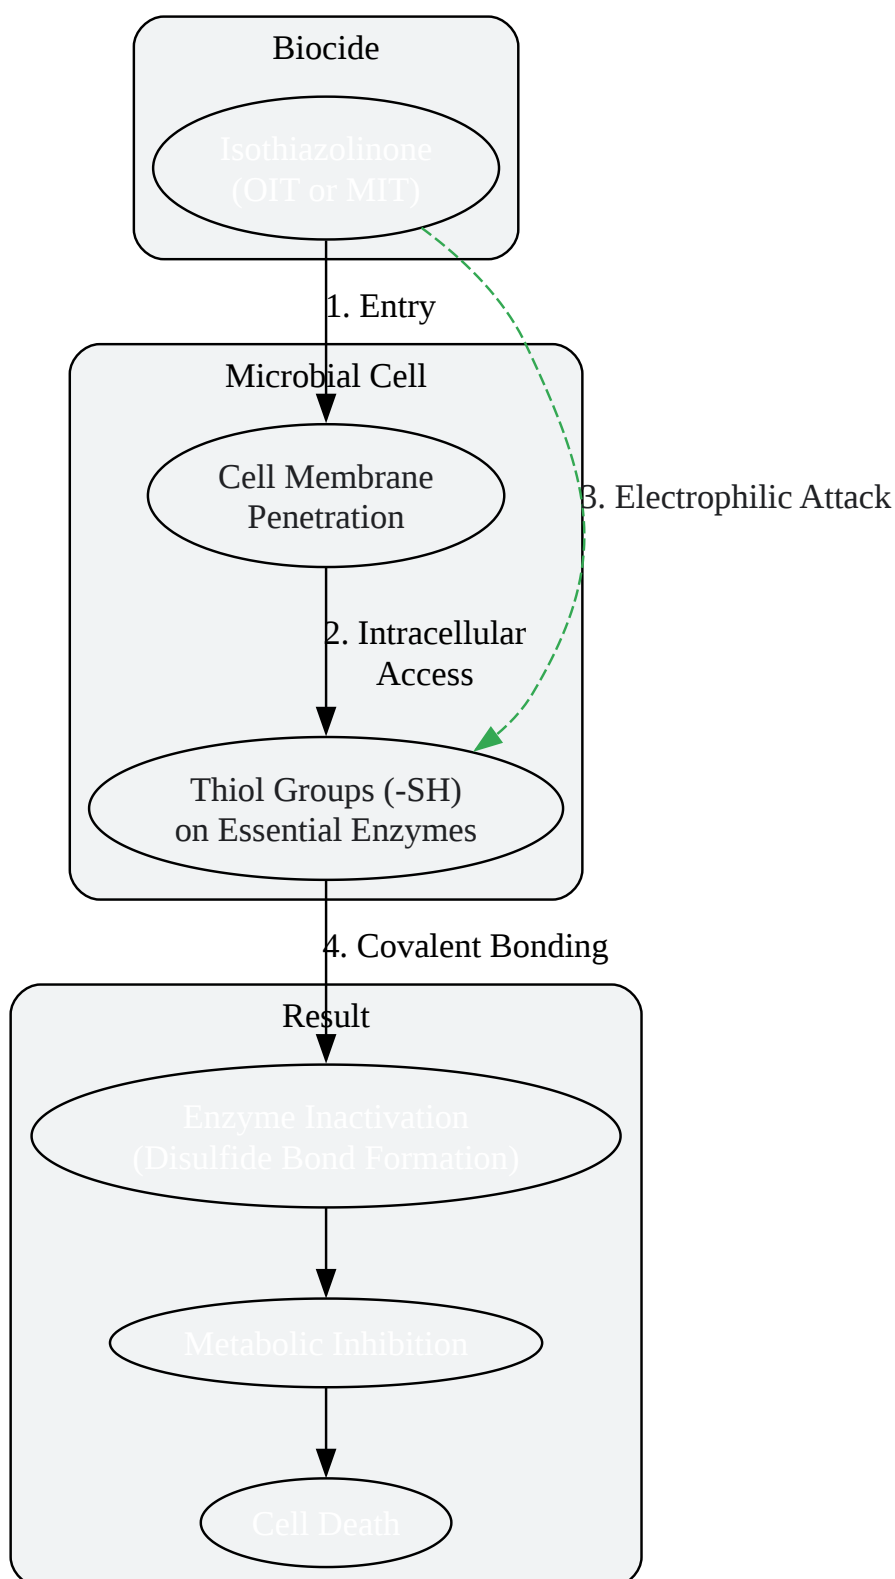 Biocide
Isothiazolinone
(OIT or MIT)
1. Entry
Microbial Cell
Cell Membrane
Penetration
3. Electrophilic Attack
2. Intracellular
Access
Thiol Groups (-SH)
on Essential Enzymes
4. Covalent Bonding
Result
Enzyme Inactivation
(Disulfide Bond Formation)
Metabolic Inhibition
Cell Death